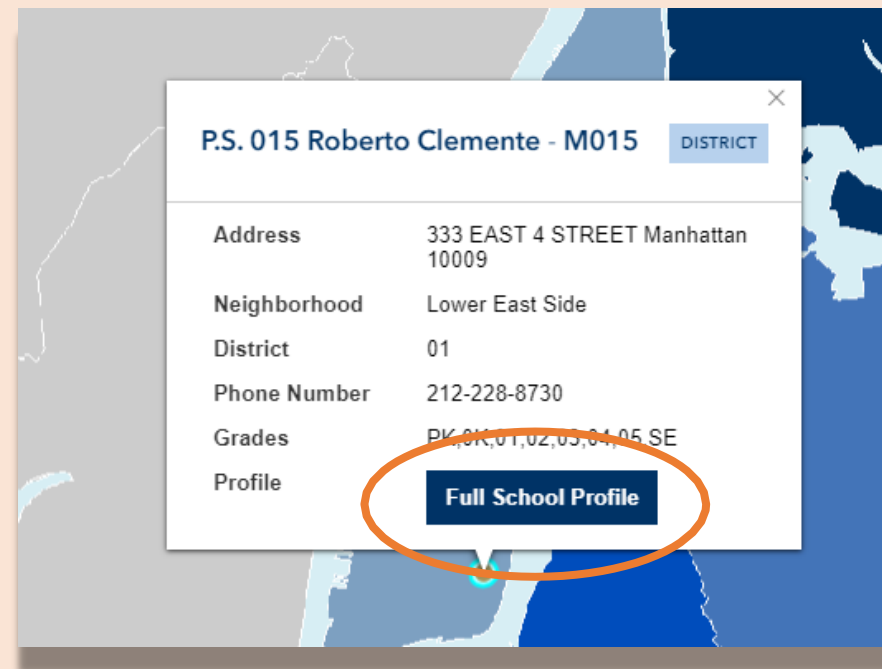 P.S. 015 Roberto Clemente - M015 DISTRICT
Address 333 EAST 4 STREET Manhattan
10009
Neighborhood Lower East Side
District 01
Phone Number 212-228-8730
Grades PK,0K,01,02,03,04,05,SE
Profile Full School Profile